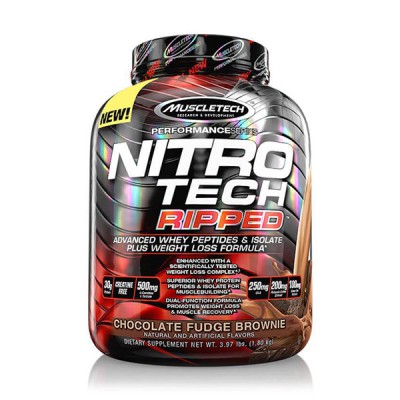 NEW!
MUSCLETECH
RESEARCH & DEVELOPMENT
PERFORMANCE SERIES
NITRO
TECH
RIPPED
ADVANCED WHEY PEPTIDES & ISOLATE
PLUS WEIGHT LOSS FORMULA
ENHANCED WITH A
SCIENTIFICALLY TESTED
WEIGHT LOSS COMPLEX
SUPERIOR WHEY PROTEIN
PEPTIDES & ISOLATE FOR
MUSCLEBUILDING
DUAL-FUNCTION FORMULA
PROMOTES WEIGHT LOSS
& MUSCLE RECOVERY
30g
CREATINE
FREE
500mg
250mg
200mg
100mg
CHOCOLATE FUDGE BROWNIE
NATURAL AND ARTIFICIAL FLAVORS
DIETARY SUPPLEMENT NET WT. 3.97 LBS. (1.80 kg)